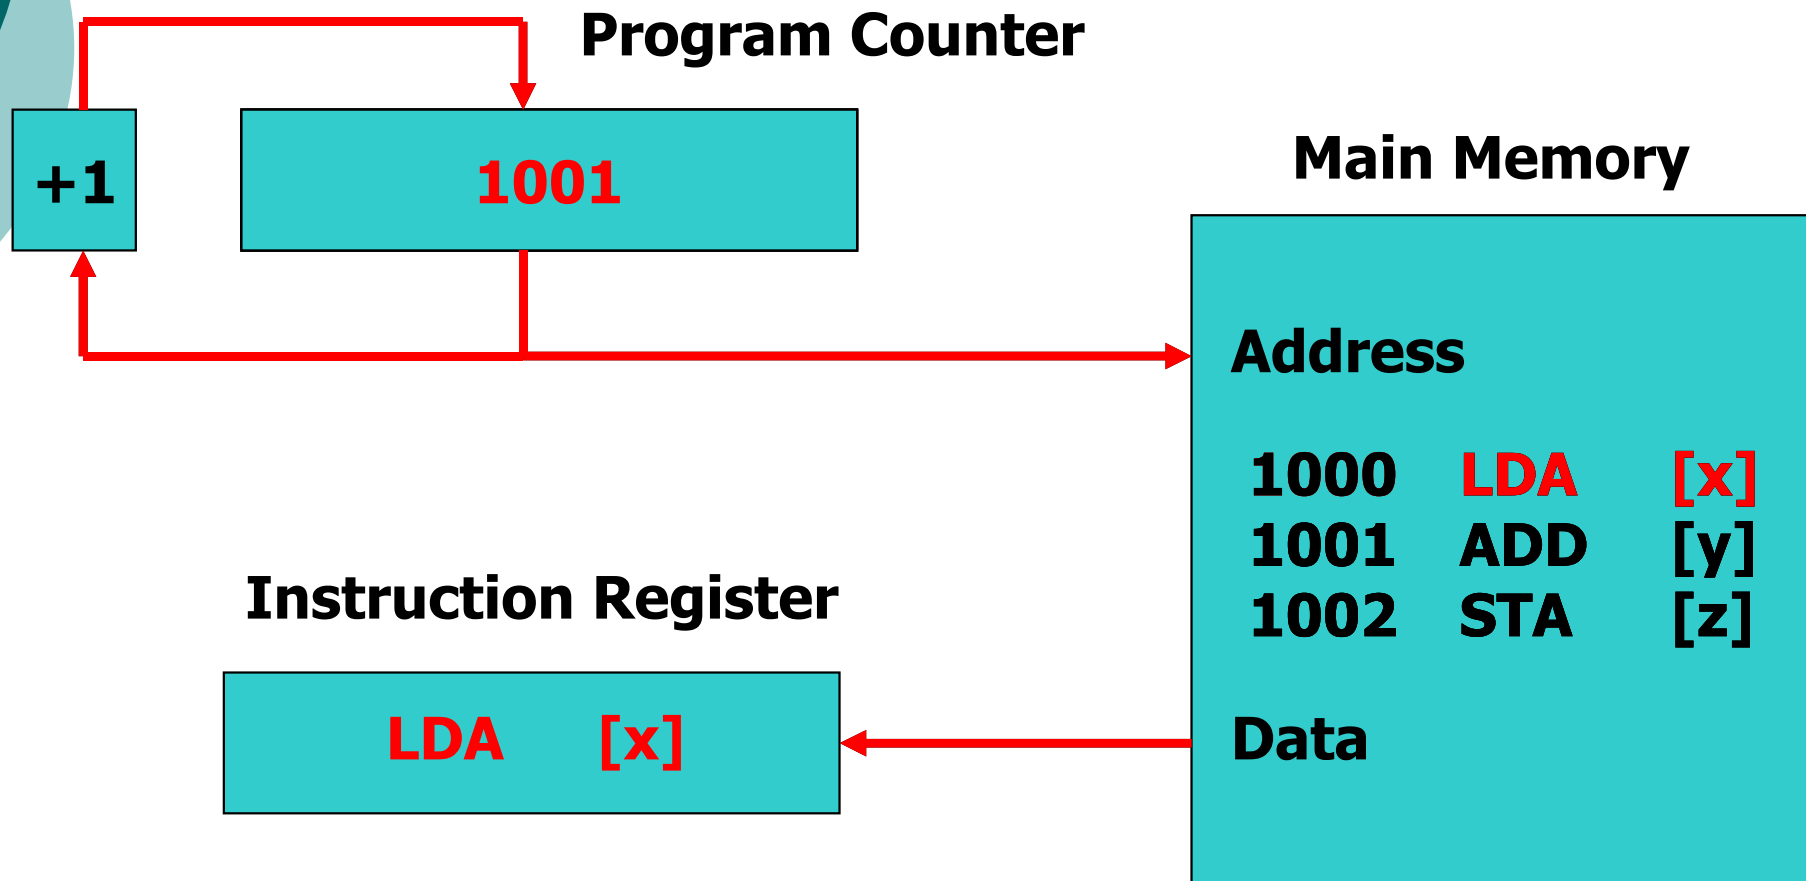 Program Counter
+1
1001
Main Memory
Address
1000 LDA [x]
1001 ADD [y]
1002 STA [z]
Instruction Register
LDA [x]
Data